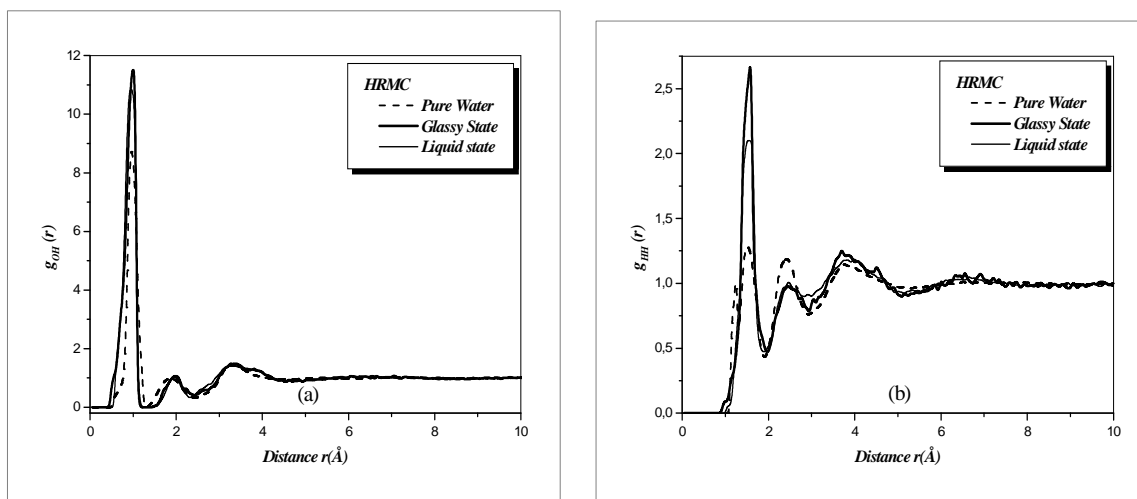 12
10
8
6
4
2
0
g OH (r)
HRMC
Pure Water
Glassy State
Liquid state
(a)
0 2 4 6 8 10
Distance r(Å)
2,5
2,0
1,5
1,0
0,5
0,0
g HH (r)
HRMC
Pure Water
Glassy State
Liquid state
(b)
0 2 4 6 8 10
Distance r(Å)